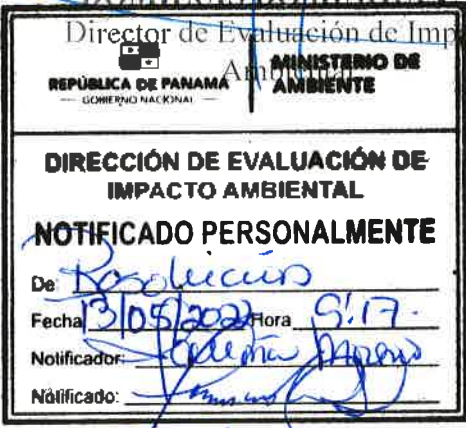 Director de Evaluación de Imp
Ambiental
REPÚBLICA DE PANAMÁ
— GOBIERNO NACIONAL —
MINISTERIO DE
AMBIENTE
DIRECCIÓN DE EVALUACIÓN DE
IMPACTO AMBIENTAL
NOTIFICADO PERSONALMENTE
De: Resolución
Fecha 13/05/2022 Hora 9:17.
Notificador:
Notificado: